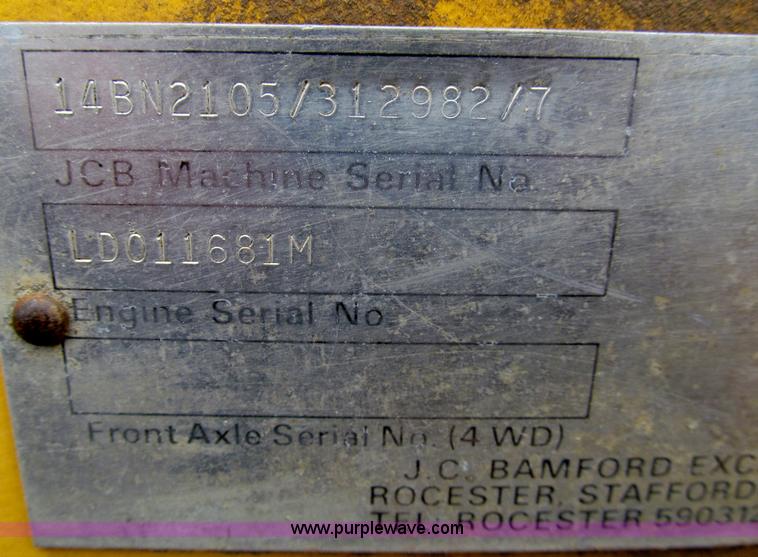 14BN2105/312982/7
JCB Machine Serial No.
LD011681M
Engine Serial No.
Front Axle Serial No. (4 WD)
J.C. BAMFORD EXC
ROCESTER, STAFFORD
TEL: ROCESTER 590312
www.purplewave.com